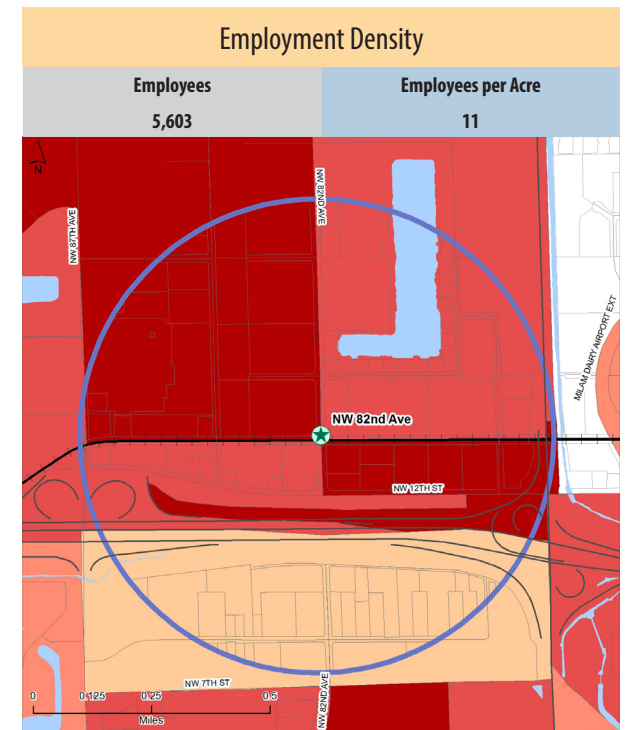 Employment Density
Employees
Employees per Acre
5,603
11
N
NW 82ND AVE
NW 87TH AVE
MILAM DAIRY AIRPORT EXT
NW 82nd Ave
NW 12TH ST
NW 7TH ST
NW 82ND AVE
0 0.125 0.25 0.5
Miles